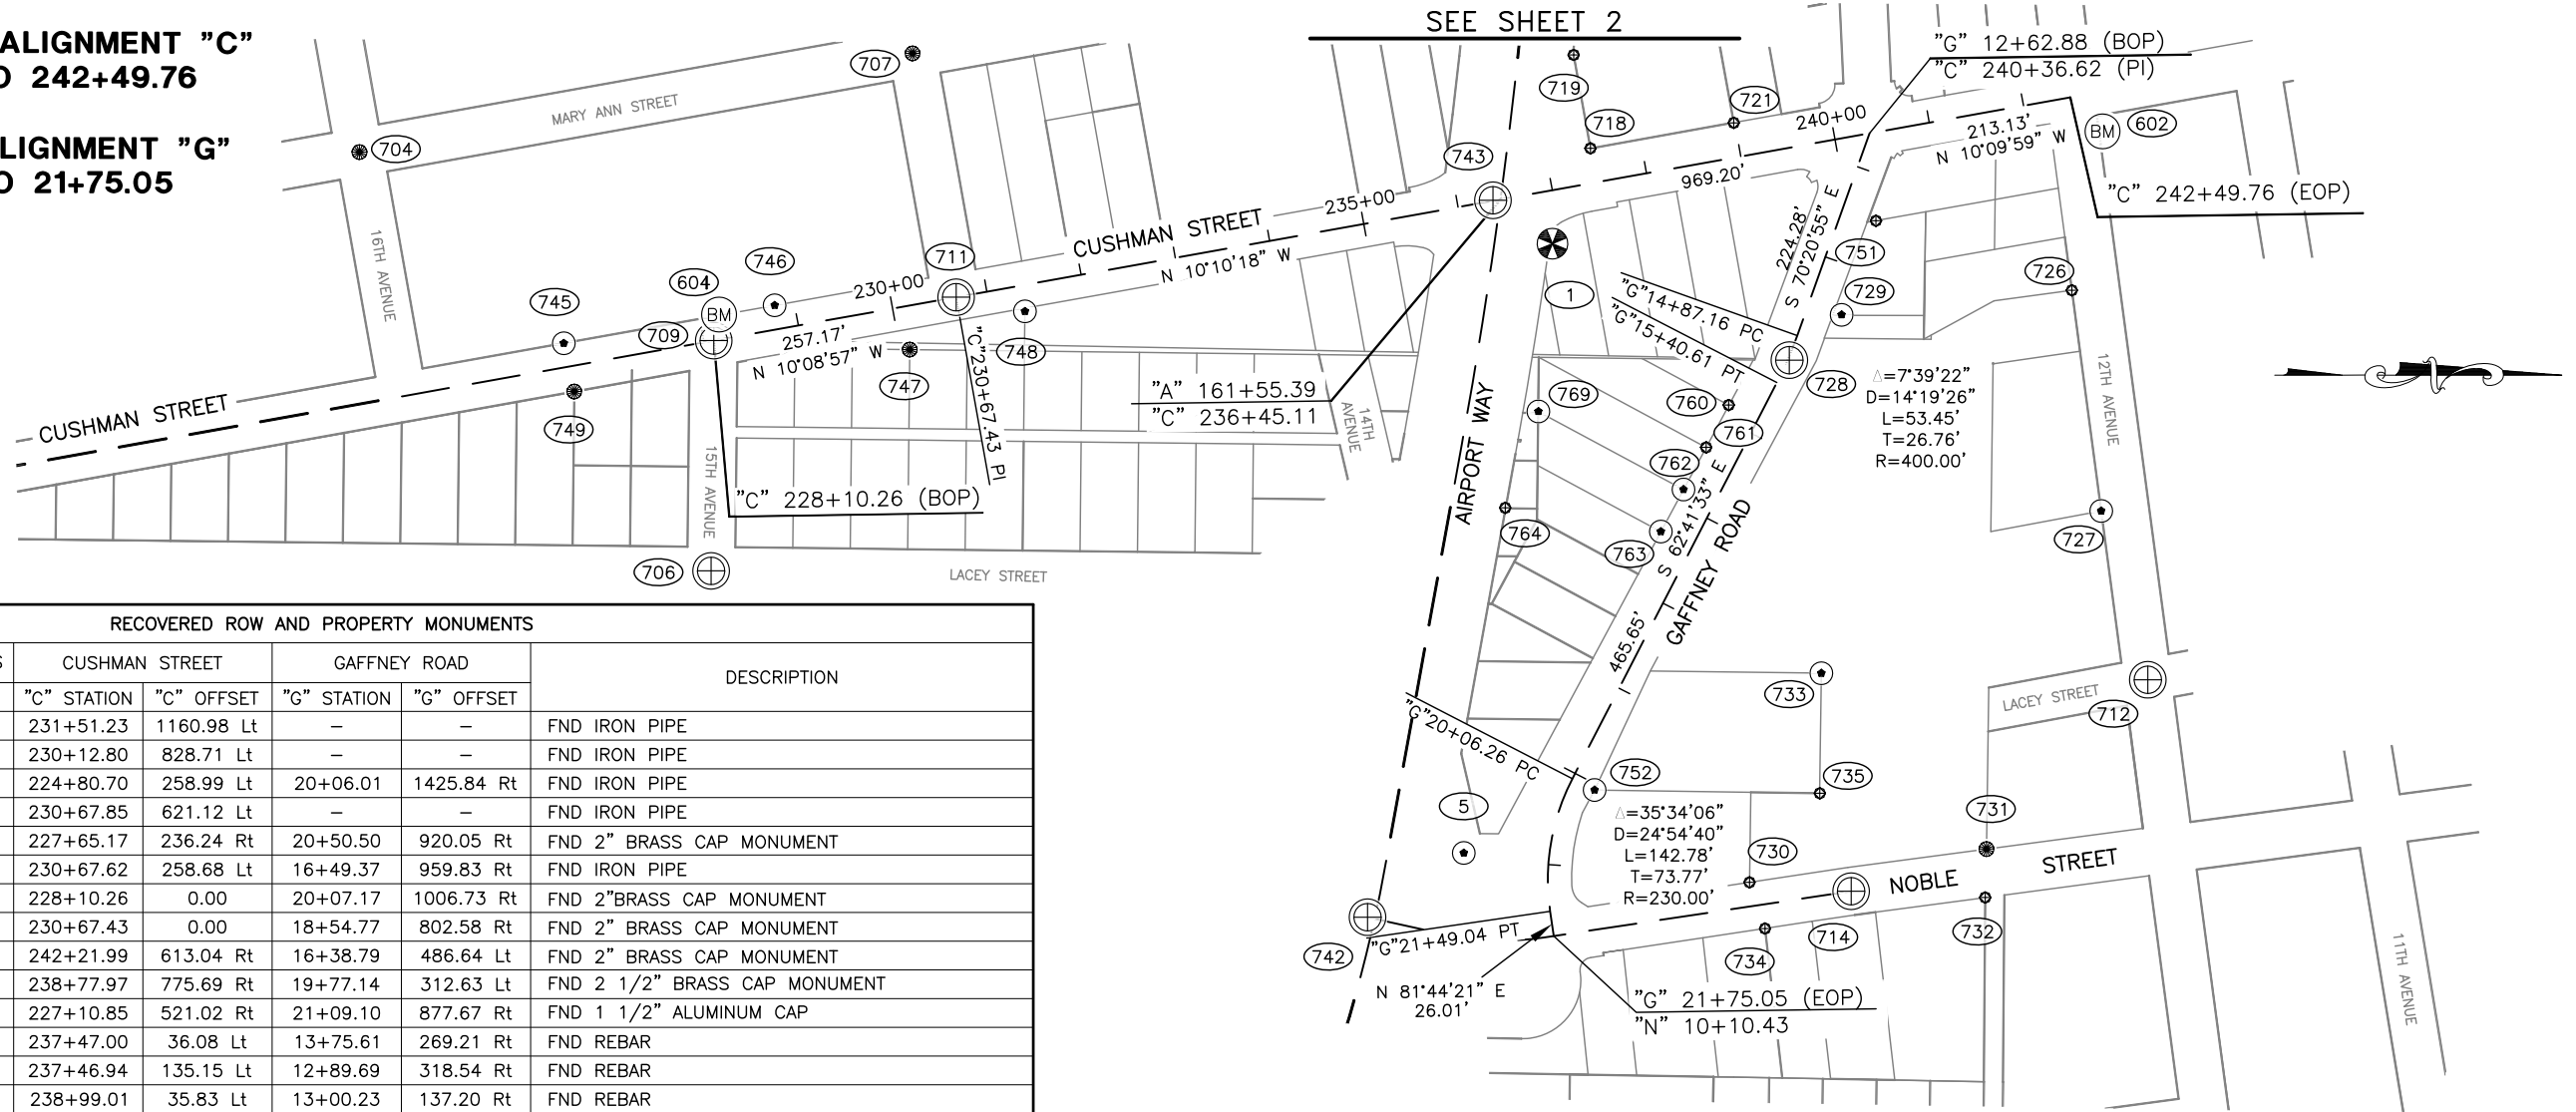 ALIGNMENT "C"
O 242+49.76
LIGNMENT "G"
O 21+75.05
SEE SHEET 2
"G" 12+62.88 (BOP)
"C" 240+36.62 (PI)
707
MARY ANN STREET
704
719
721
718
240+00
213.13'
N 10°09'59" W
BM
602
743
969.20'
"C" 242+49.76 (EOP)
16TH AVENUE
235+00
CUSHMAN STREET
N 10°10'18" W
224.28'
S 70°20'55" E
751
726
711
746
604
745
BM
230+00
709
257.17'
N 10°08'57" W
748
747
"C"230+67.43 PI
1
"G"14+87.16 PC
"G"15+40.61 PT
729
728
"A" 161+55.39
"C" 236+45.11
14TH AVENUE
AIRPORT WAY
769
760
761
762
763
764
Δ=7°39'22"
D=14°19'26"
L=53.45'
T=26.76'
R=400.00'
12TH AVENUE
727
CUSHMAN STREET
749
15TH AVENUE
"C" 228+10.26 (BOP)
706
LACEY STREET
S 62°41'33" E
GAFFNEY ROAD
465.65'
733
LACEY STREET
712
"G"20+06.26 PC
752
735
5
Δ=35°34'06"
D=24°54'40"
L=142.78'
T=73.77'
R=230.00'
730
731
NOBLE STREET
742
"G"21+49.04 PT
734
714
732
N 81°44'21" E
26.01'
"G" 21+75.05 (EOP)
"N" 10+10.43
11TH AVENUE
RECOVERED ROW AND PROPERTY MONUMENTS
S CUSHMAN STREET GAFFNEY ROAD DESCRIPTION
"C" STATION "C" OFFSET "G" STATION "G" OFFSET
231+51.23 1160.98 Lt – – FND IRON PIPE
230+12.80 828.71 Lt – – FND IRON PIPE
224+80.70 258.99 Lt 20+06.01 1425.84 Rt FND IRON PIPE
230+67.85 621.12 Lt – – FND IRON PIPE
227+65.17 236.24 Rt 20+50.50 920.05 Rt FND 2" BRASS CAP MONUMENT
230+67.62 258.68 Lt 16+49.37 959.83 Rt FND IRON PIPE
228+10.26 0.00 20+07.17 1006.73 Rt FND 2"BRASS CAP MONUMENT
230+67.43 0.00 18+54.77 802.58 Rt FND 2" BRASS CAP MONUMENT
242+21.99 613.04 Rt 16+38.79 486.64 Lt FND 2" BRASS CAP MONUMENT
238+77.97 775.69 Rt 19+77.14 312.63 Lt FND 2 1/2" BRASS CAP MONUMENT
227+10.85 521.02 Rt 21+09.10 877.67 Rt FND 1 1/2" ALUMINUM CAP
237+47.00 36.08 Lt 13+75.61 269.21 Rt FND REBAR
237+46.94 135.15 Lt 12+89.69 318.54 Rt FND REBAR
238+99.01 35.83 Lt 13+00.23 137.20 Rt FND REBAR